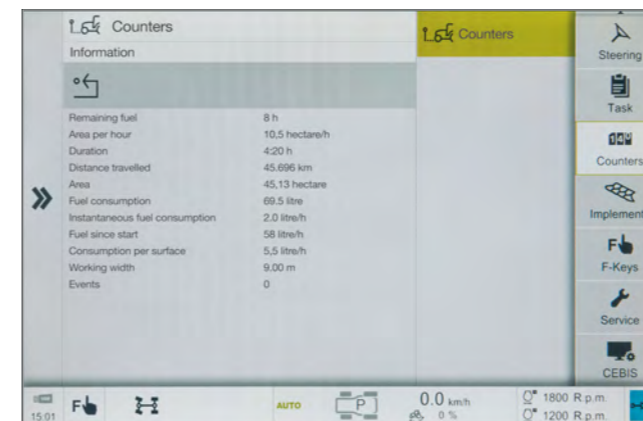 Counters
Information
Remaining fuel 8 h
Area per hour 10,5 hectare/h
Duration 4:20 h
Distance travelled 45.696 km
Area 45,13 hectare
Fuel consumption 69.5 litre
Instantaneous fuel consumption 2.0 litre/h
Fuel since start 58 litre/h
Consumption per surface 5,5 litre/h
Working width 9.00 m
Events 0
Counters
Steering
Task
Counters
Implement
F
F-Keys
Service
CEBIS
15:01
F
AUTO
P
0.0 km/h
0 %
1800 R.p.m.
1200 R.p.m.